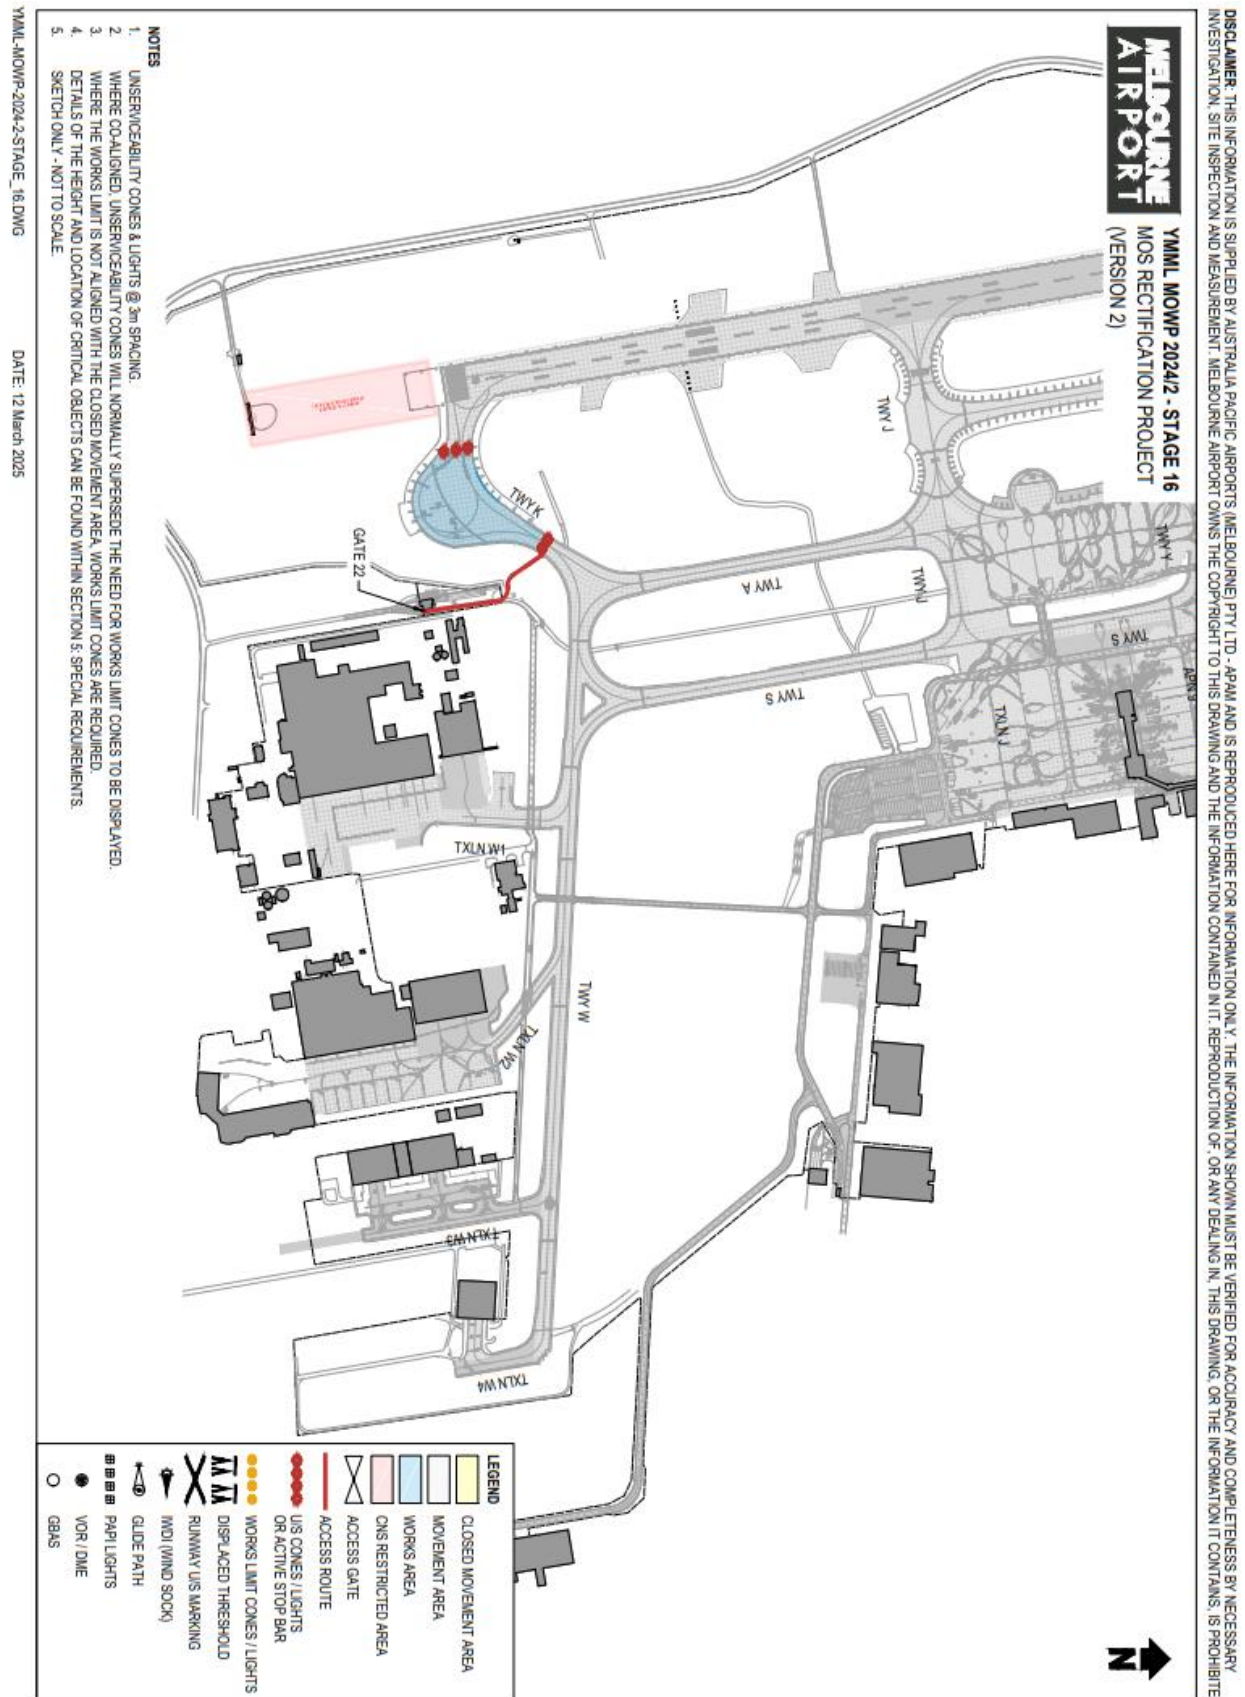 DISCLAIMER: THIS INFORMATION IS SUPPLIED BY AUSTRALIA PACIFIC AIRPORTS (MELBOURNE) PTY LTD - APAM AND IS REPRODUCED HERE FOR INFORMATION ONLY. THE INFORMATION SHOWN MUST BE VERIFIED FOR ACCURACY AND COMPLETENESS BY NECESSARY
INVESTIGATION, SITE INSPECTION AND MEASUREMENT. MELBOURNE AIRPORT OWNS THE COPYRIGHT TO THIS DRAWING AND THE INFORMATION CONTAINED IN IT. REPRODUCTION OF, OR ANY DEALING IN, THIS DRAWING, OR THE INFORMATION IT CONTAINS, IS PROHIBITE
MELBOURNE
AIRPORT
YMML MOWP 2024/2 - STAGE 16
MOS RECTIFICATION PROJECT
(VERSION 2)
TWY Y
TWY J
TWY J
TWY S
APN
TXLN J
TWY A
TWY S
TWY K
GATE 22
TXLN W1
TWY W
TXLN W2
TXLN W3
TXLN W4
N
LEGEND
CLOSED MOVEMENT AREA
MOVEMENT AREA
WORKS AREA
CNS RESTRICTED AREA
ACCESS GATE
ACCESS ROUTE
U/S CONES / LIGHTS
OR ACTIVE STOP BAR
WORKS LIMIT CONES / LIGHTS
DISPLACED THRESHOLD
RUNWAY U/S MARKING
IWDI (WIND SOCK)
GLIDE PATH
PAPI LIGHTS
VOR / DME
GBAS
NOTES
1. UNSERVICEABILITY CONES & LIGHTS @ 3m SPACING.
2. WHERE CO-ALIGNED, UNSERVICEABILITY CONES WILL NORMALLY SUPERSEDE THE NEED FOR WORKS LIMIT CONES TO BE DISPLAYED.
3. WHERE THE WORKS LIMIT IS NOT ALIGNED WITH THE CLOSED MOVEMENT AREA, WORKS LIMIT CONES ARE REQUIRED.
4. DETAILS OF THE HEIGHT AND LOCATION OF CRITICAL OBJECTS CAN BE FOUND WITHIN SECTION 5: SPECIAL REQUIREMENTS.
5. SKETCH ONLY - NOT TO SCALE.
YMML-MOWP-2024-2-STAGE_16.DWG
DATE: 12 March 2025